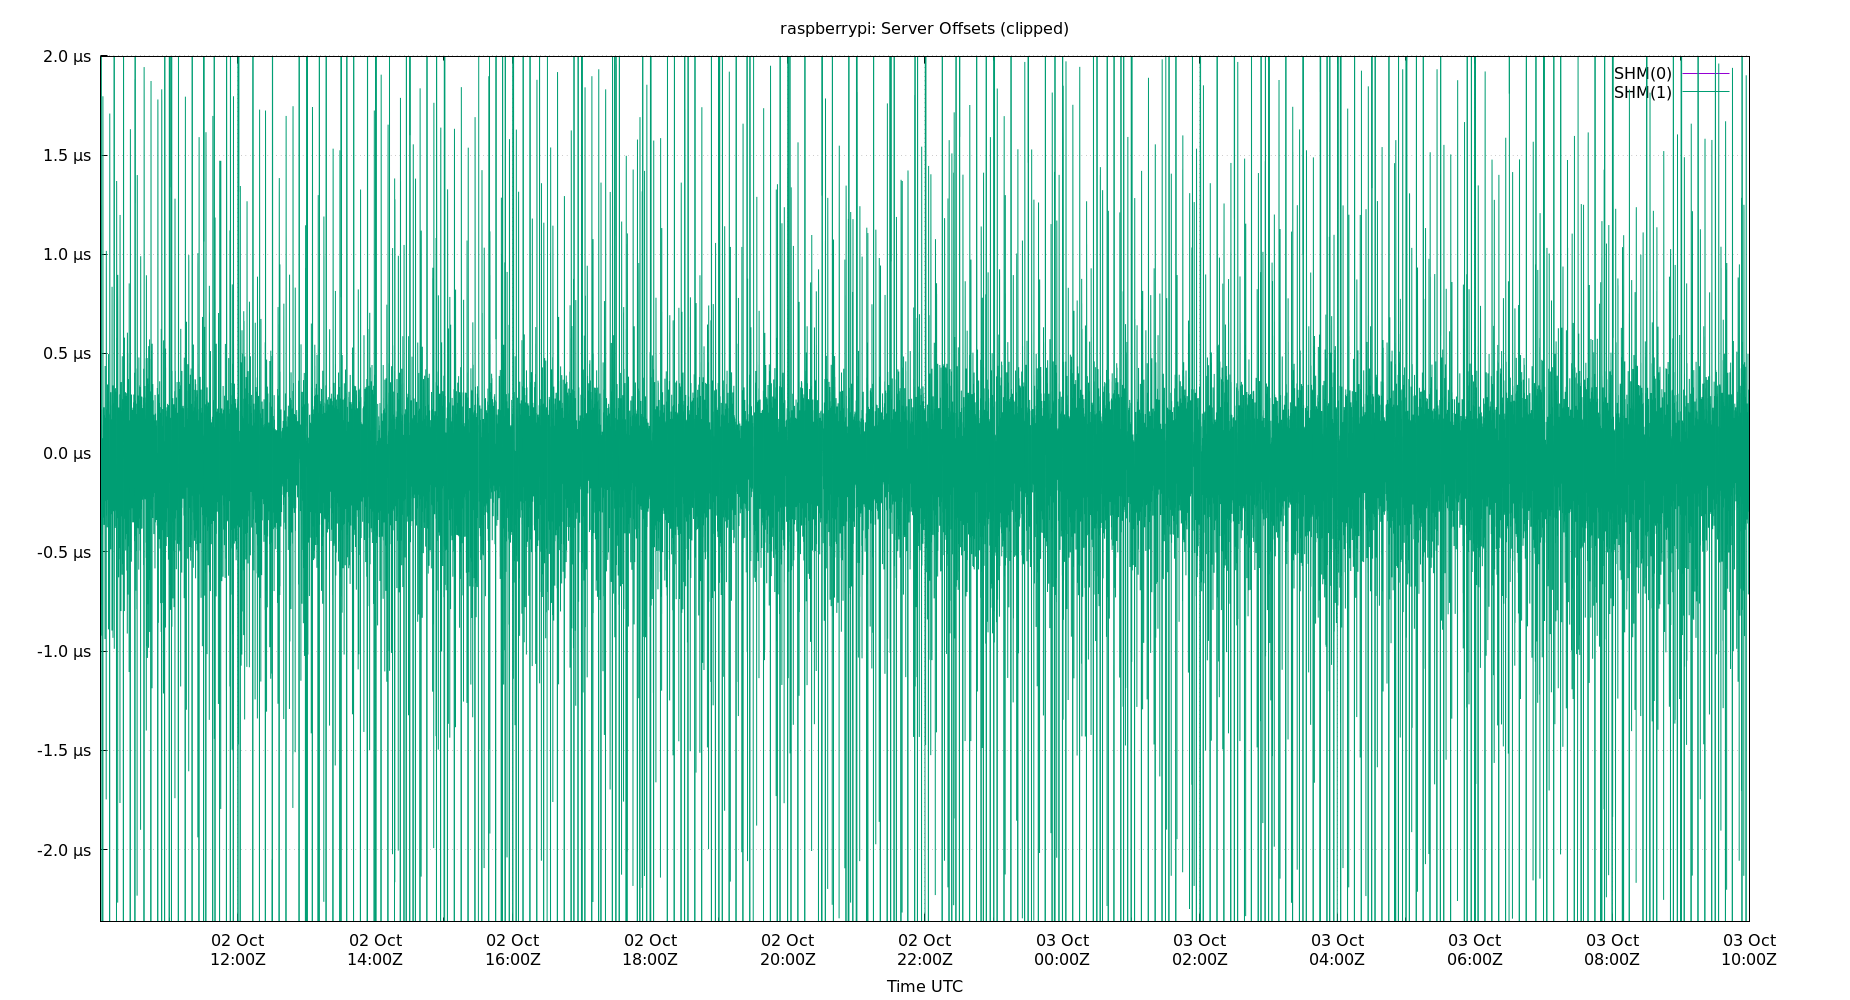 raspberrypi: Server Offsets (clipped)
2.0 µs
SHM(0)
SHM(1)
1.5 µs
1.0 µs
0.5 µs
0.0 µs
-0.5 µs
-1.0 µs
-1.5 µs
-2.0 µs
02 Oct 02 Oct 02 Oct 02 Oct 02 Oct 02 Oct 03 Oct 03 Oct 03 Oct 03 Oct 03 Oct 03 Oct
12:00Z 14:00Z 16:00Z 18:00Z 20:00Z 22:00Z 00:00Z 02:00Z 04:00Z 06:00Z 08:00Z 10:00Z
Time UTC